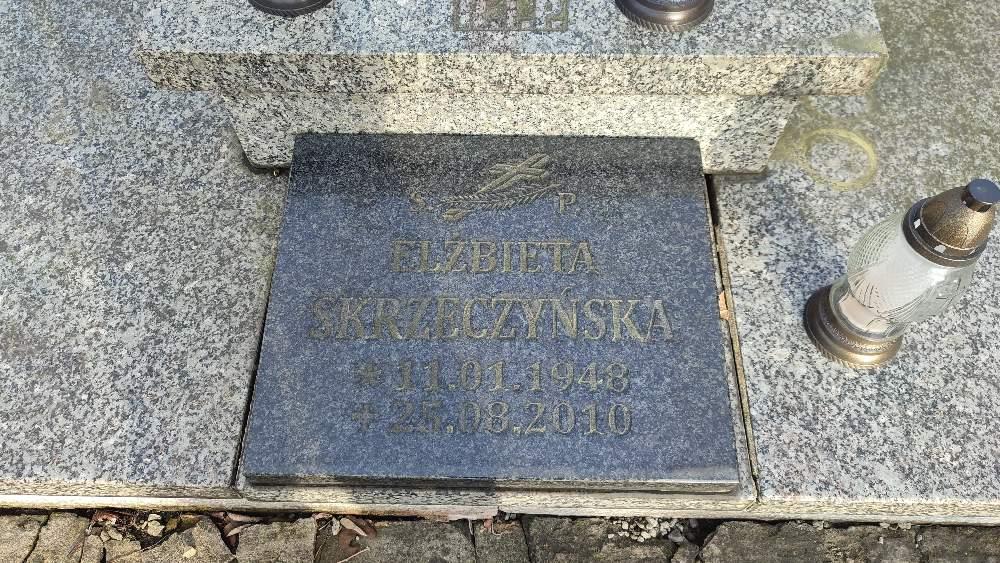 Ś. P.
ELŻBIETA
SKRZECZYŃSKA
* 11.01.1948
+ 25.08.2010